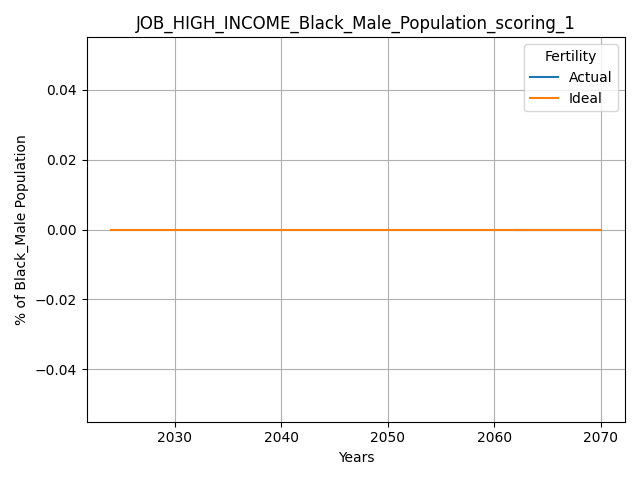 JOB_HIGH_INCOME_Black_Male_Population_scoring_1
Fertility
Actual
Ideal
0.04
0.02
0.00
−0.02
−0.04
% of Black_Male Population
2030
2040
2050
2060
2070
Years